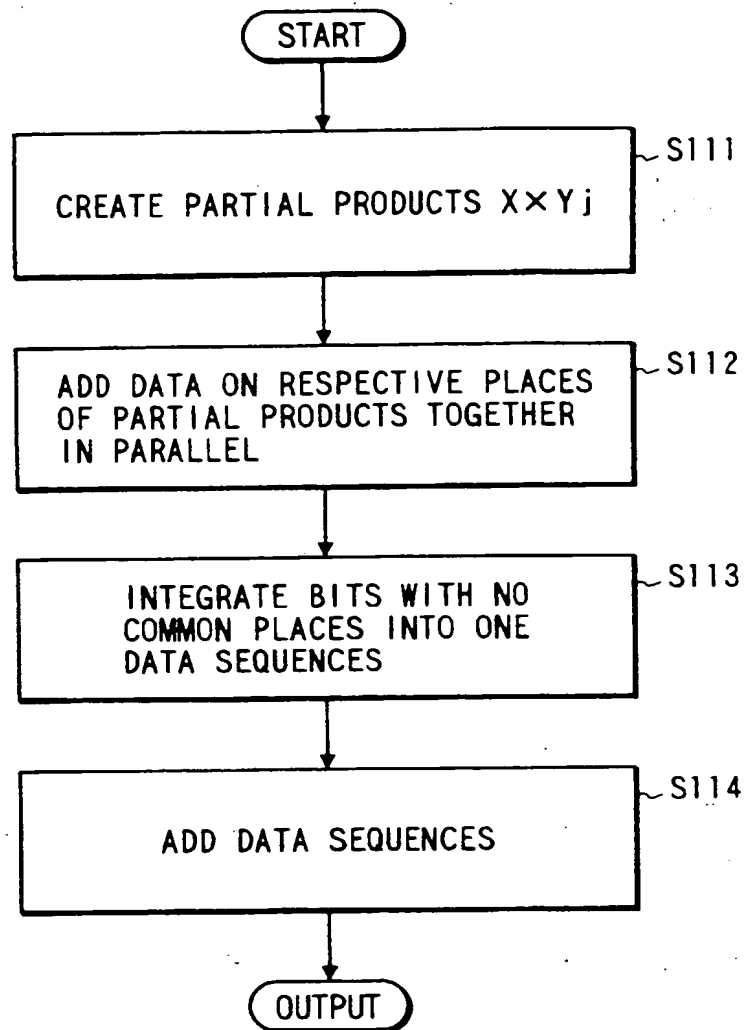 START
S111
CREATE PARTIAL PRODUCTS X×Yj
S112
ADD DATA ON RESPECTIVE PLACES
OF PARTIAL PRODUCTS TOGETHER
IN PARALLEL
S113
INTEGRATE BITS WITH NO
COMMON PLACES INTO ONE
DATA SEQUENCES
S114
ADD DATA SEQUENCES
OUTPUT